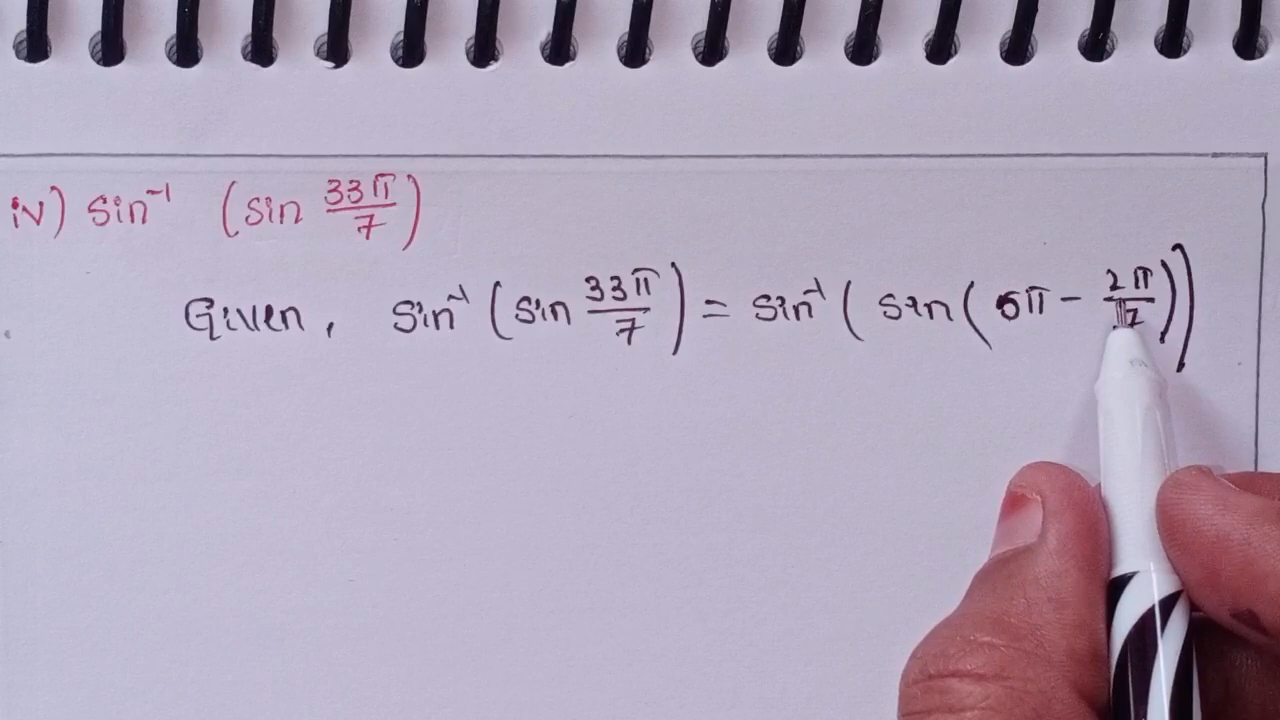 iv) sin⁻¹ (sin 33π/7)
Given, sin⁻¹ (sin 33π/7) = sin⁻¹ ( sin ( 5π - 2π/7))